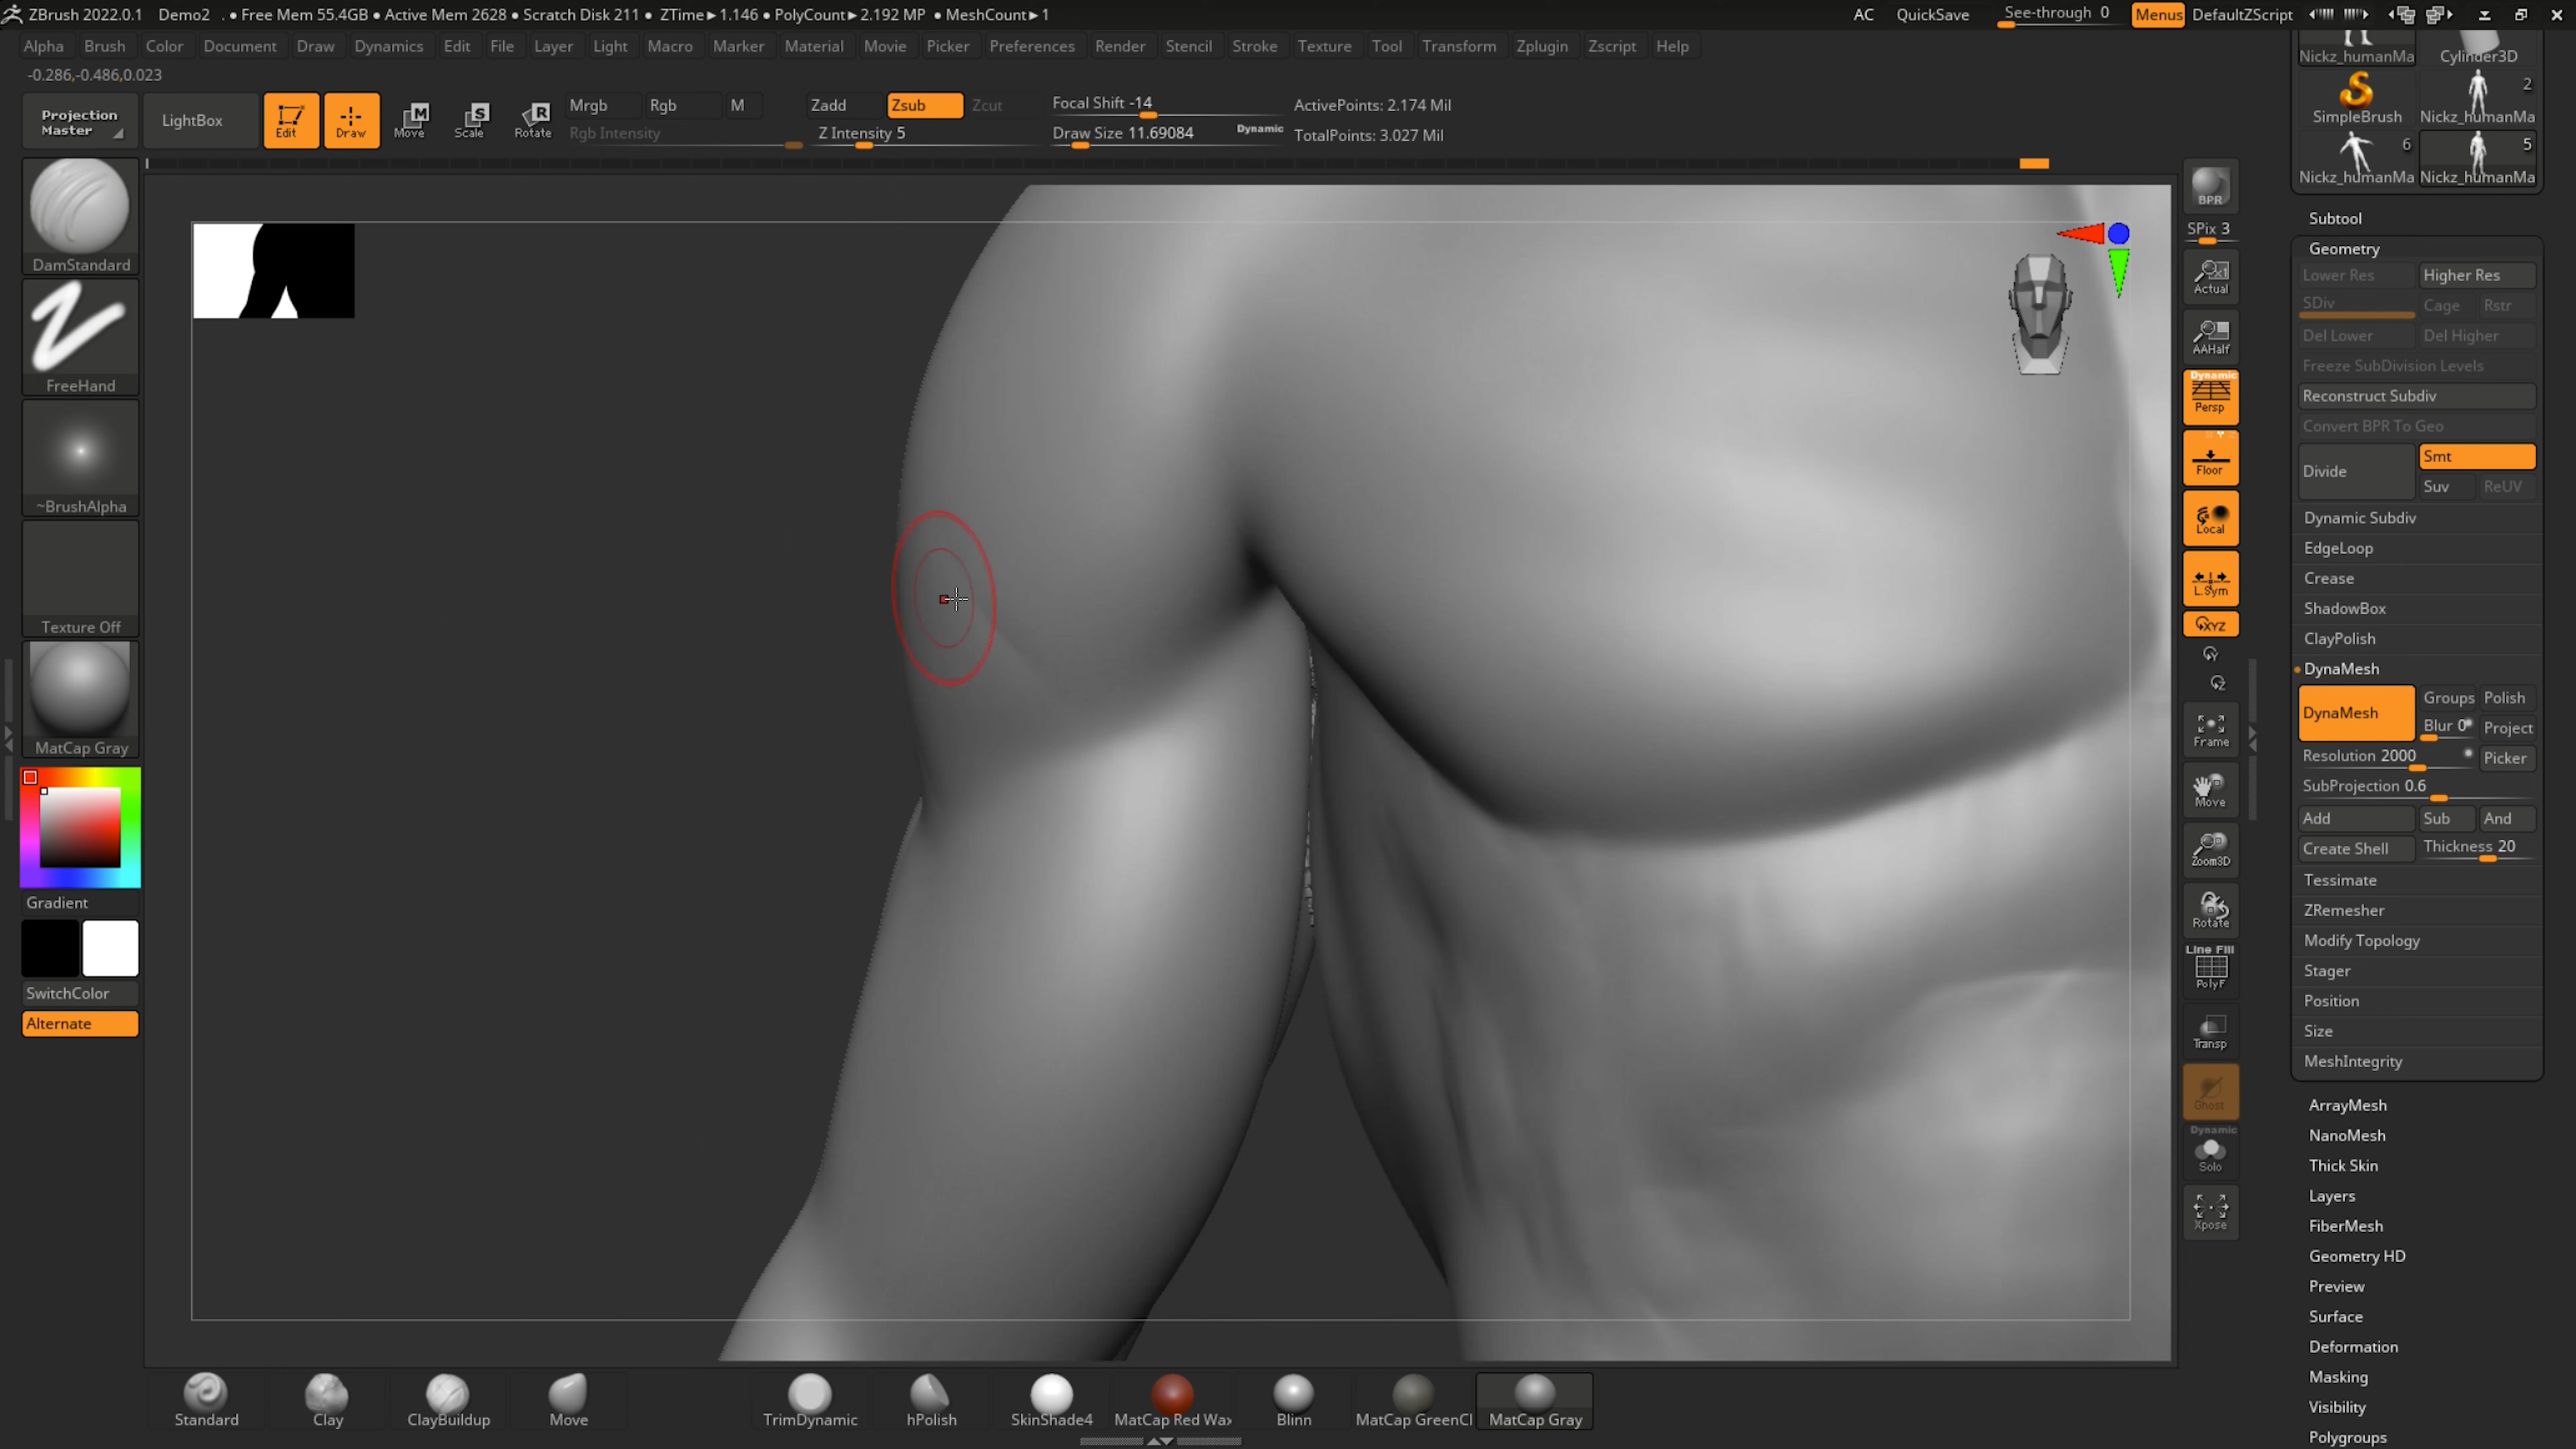 ZBrush 2022.0.1 Demo2 . ● Free Mem 55.4GB ● Active Mem 2628 ● Scratch Disk 211 ● ZTime►1.146 ● PolyCount►2.192 MP ● MeshCount►1 AC QuickSave See-through 0 Menus DefaultZScript
Alpha Brush Color Document Draw Dynamics Edit File Layer Light Macro Marker Material Movie Picker Preferences Render Stencil Stroke Texture Tool Transform Zplugin Zscript Help
-0.286,-0.486,0.023
Projection Master
LightBox
Edit
Draw
M
Move
S
Scale
R
Rotate
Mrgb Rgb M
Rgb Intensity
Zadd Zsub Zcut
Z Intensity 5
Focal Shift -14
Draw Size 11.69084 Dynamic
ActivePoints: 2.174 Mil
TotalPoints: 3.027 Mil
DamStandard
FreeHand
~BrushAlpha
Texture Off
MatCap Gray
Gradient
SwitchColor
Alternate
BPR
SPix 3
x1
Actual
AAHalf
Dynamic
Persp
Floor
Local
L.Sym
XYZ
Y
Z
Frame
Move
Zoom3D
Rotate
Line Fill
PolyF
Transp
Ghost
Dynamic
Solo
Xpose
Nickz_humanMa Cylinder3D
2
SimpleBrush Nickz_humanMa
6 5
Nickz_humanMa Nickz_humanMa
Subtool
Geometry
Lower Res Higher Res
SDiv Cage Rstr
Del Lower Del Higher
Freeze SubDivision Levels
Reconstruct Subdiv
Convert BPR To Geo
Divide Smt
Suv ReUV
Dynamic Subdiv
EdgeLoop
Crease
ShadowBox
ClayPolish
DynaMesh
DynaMesh Groups Polish
Blur 0 Project
Resolution 2000 Picker
SubProjection 0.6
Add Sub And
Create Shell Thickness 20
Tessimate
ZRemesher
Modify Topology
Stager
Position
Size
MeshIntegrity
ArrayMesh
NanoMesh
Thick Skin
Layers
FiberMesh
Geometry HD
Preview
Surface
Deformation
Masking
Visibility
Polygroups
Standard Clay ClayBuildup Move TrimDynamic hPolish SkinShade4 MatCap Red Wax Blinn MatCap GreenCl MatCap Gray